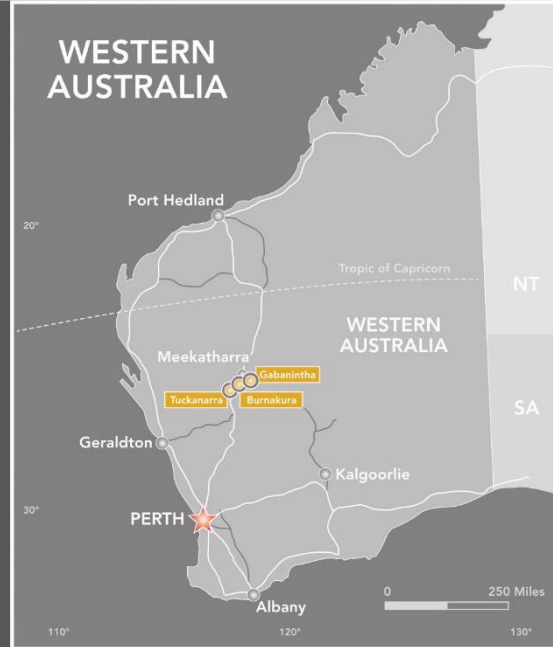 WESTERN
AUSTRALIA
Port Hedland
20°
Tropic of Capricorn
NT
WESTERN
AUSTRALIA
Meekatharra
Gabanintha
Tuckanarra
Burnakura
SA
Geraldton
Kalgoorlie
30°
PERTH
0
250 Miles
Albany
110°
120°
130°